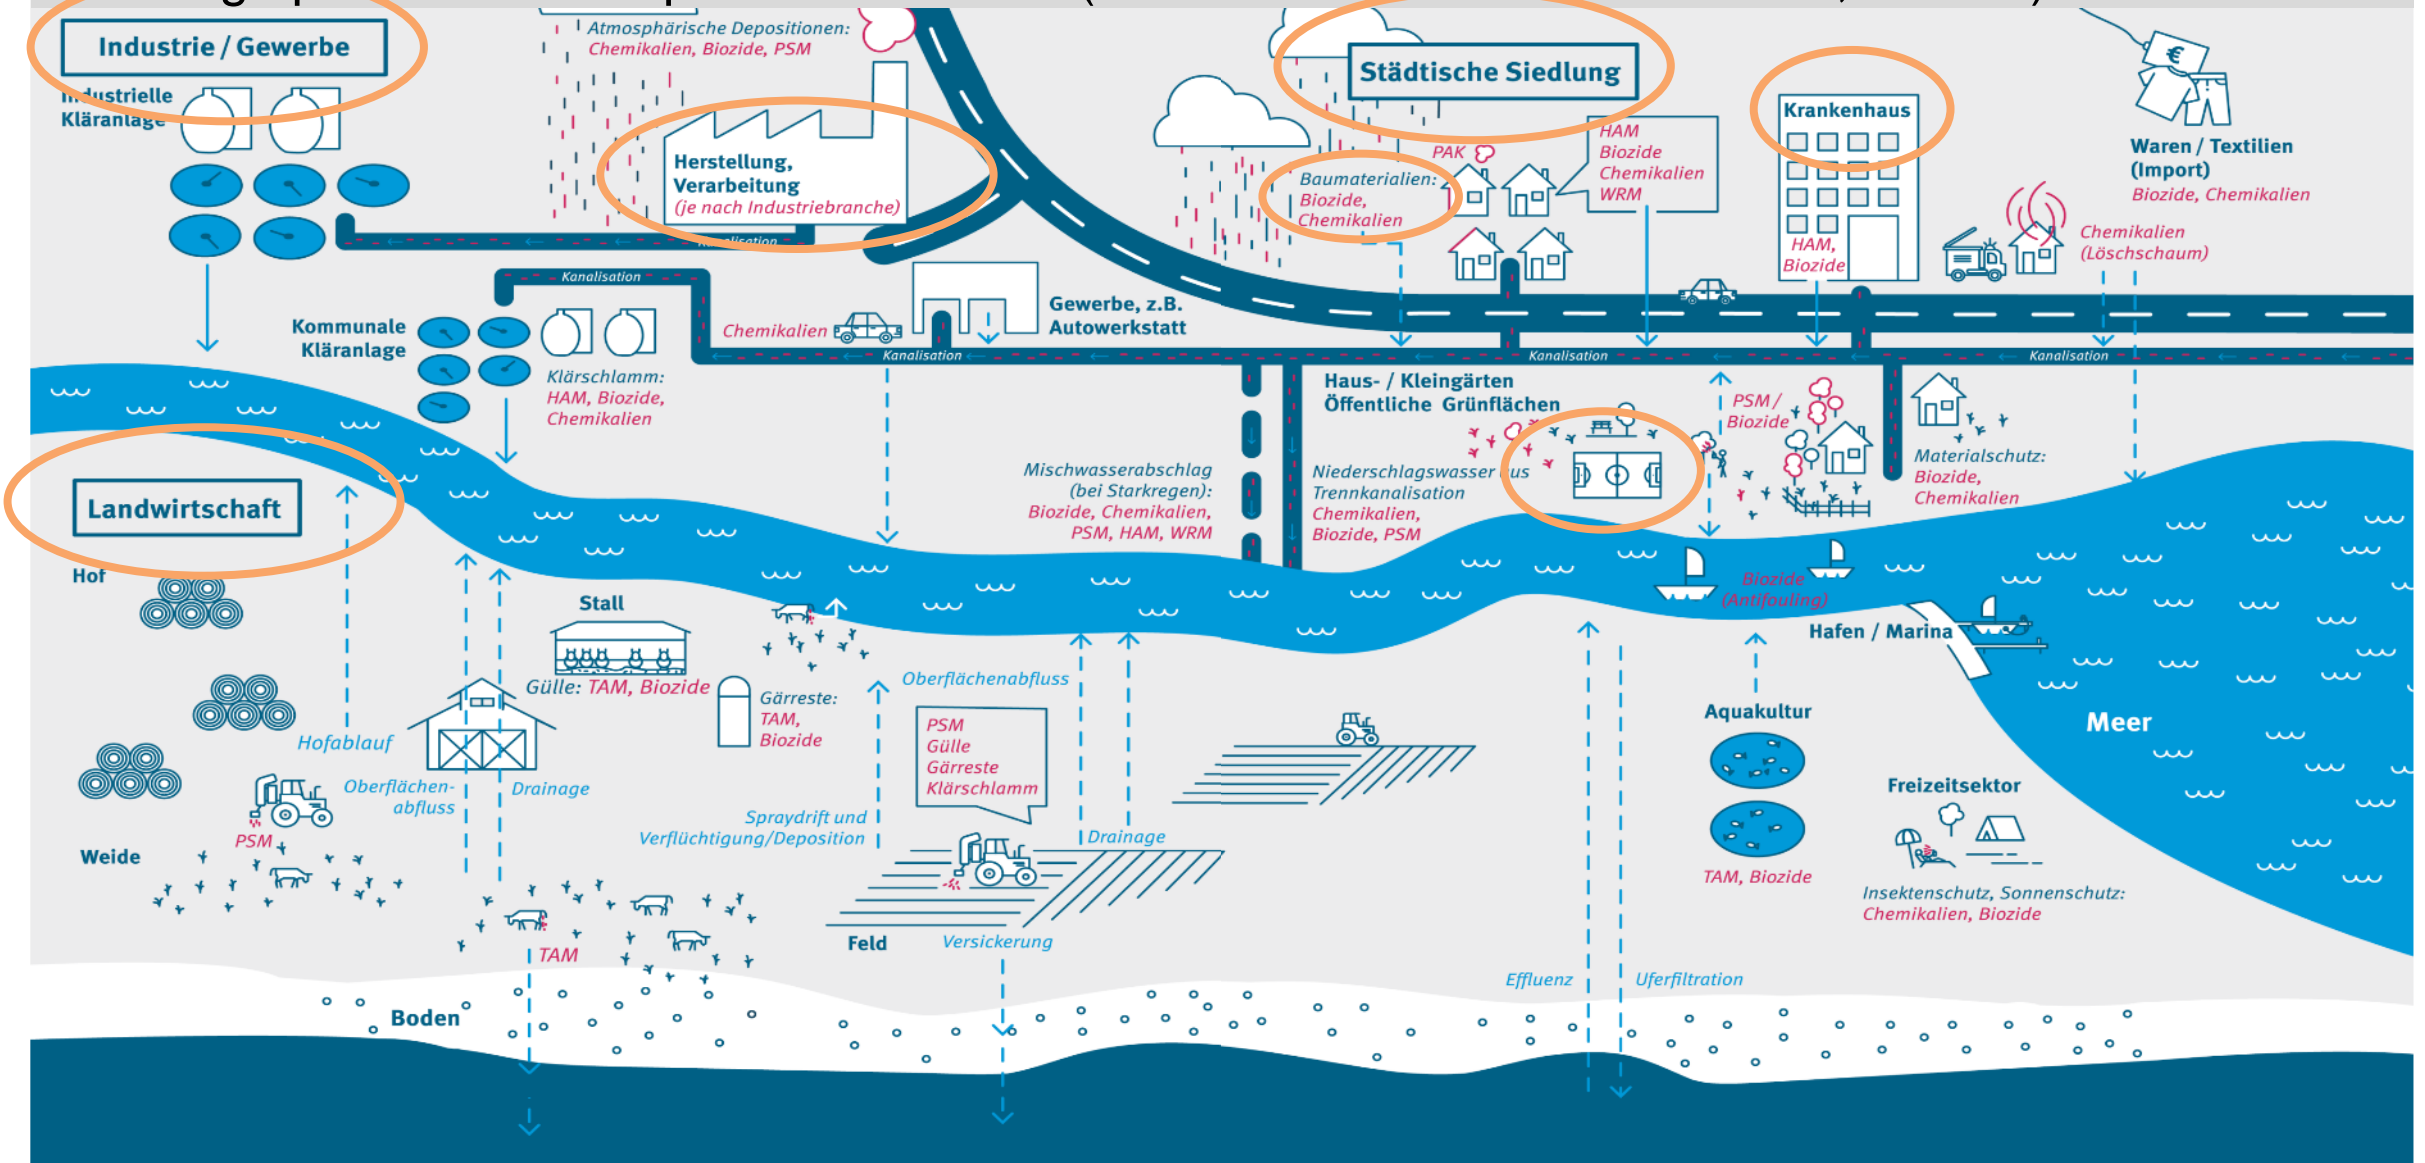 Industrie / Gewerbe
Industrielle
Kläranlage
Atmosphärische Depositionen:
Chemikalien, Biozide, PSM
Herstellung,
Verarbeitung
(je nach Industriebranche)
Kanalisation
Städtische Siedlung
Baumaterialien:
Biozide,
Chemikalien
PAK
HAM
Biozide
Chemikalien
WRM
Krankenhaus
HAM,
Biozide
€
Waren / Textilien
(Import)
Biozide, Chemikalien
Chemikalien
(Löschschaum)
Kanalisation
Kommunale
Kläranlage
Klärschlamm:
HAM, Biozide,
Chemikalien
Chemikalien
Gewerbe, z.B.
Autowerkstatt
Kanalisation
Kanalisation
Kanalisation
Haus- / Kleingärten
Öffentliche Grünflächen
PSM /
Biozide
Materialschutz:
Biozide,
Chemikalien
Mischwasserabschlag
(bei Starkregen):
Biozide, Chemikalien,
PSM, HAM, WRM
Niederschlagswasser aus
Trennkanalisation
Chemikalien,
Biozide, PSM
Landwirtschaft
Hof
Stall
Gülle: TAM, Biozide
Gärreste:
TAM,
Biozide
Hofablauf
Oberflächen-
abfluss
Drainage
PSM
Weide
TAM
Oberflächenabfluss
PSM
Gülle
Gärreste
Klärschlamm
Spraydrift und
Verflüchtigung/Deposition
Drainage
Feld
Versickerung
Biozide
(Antifouling)
Hafen / Marina
Meer
Aquakultur
TAM, Biozide
Freizeitsektor
Insektenschutz, Sonnenschutz:
Chemikalien, Biozide
Effluenz
Uferfiltration
Boden